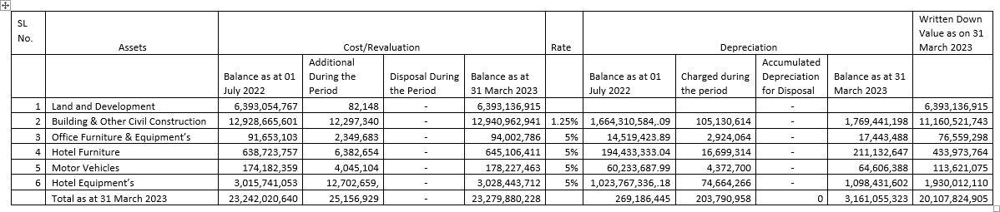 SL No. Assets Cost/Revaluation Rate Depreciation Written Down Value as on 31 March 2023
Balance as at 01 July 2022 Additional During the Period Disposal During the Period Balance as at 31 March 2023 Balance as at 01 July 2022 Charged during the period Accumulated Depreciation for Disposal Balance as at 31 March 2023
1 Land and Development 6,393,054,767 82,148 - 6,393,136,915 - 6,393,136,915
2 Building & Other Civil Construction 12,928,665,601 12,297,340 - 12,940,962,941 1.25% 1,664,310,584,.09 105,130,614 - 1,769,441,198 11,160,521,743
3 Office Furniture & Equipment's 91,653,103 2,349,683 - 94,002,786 5% 14,519,423.89 2,924,064 - 17,443,488 76,559,298
4 Hotel Furniture 638,723,757 6,382,654 - 645,106,411 5% 194,433,333.04 16,699,314 - 211,132,647 433,973,764
5 Motor Vehicles 174,182,359 4,045,104 - 178,227,463 5% 60,233,687.99 4,372,700 - 64,606,388 113,621,075
6 Hotel Equipment's 3,015,741,053 12,702,659, - 3,028,443,712 5% 1,023,767,336,.18 74,664,266 - 1,098,431,602 1,930,012,110
Total as at 31 March 2023 23,242,020,640 25,156,929 - 23,279,880,228 269,186,445 203,790,958 0 3,161,055,323 20,107,824,905